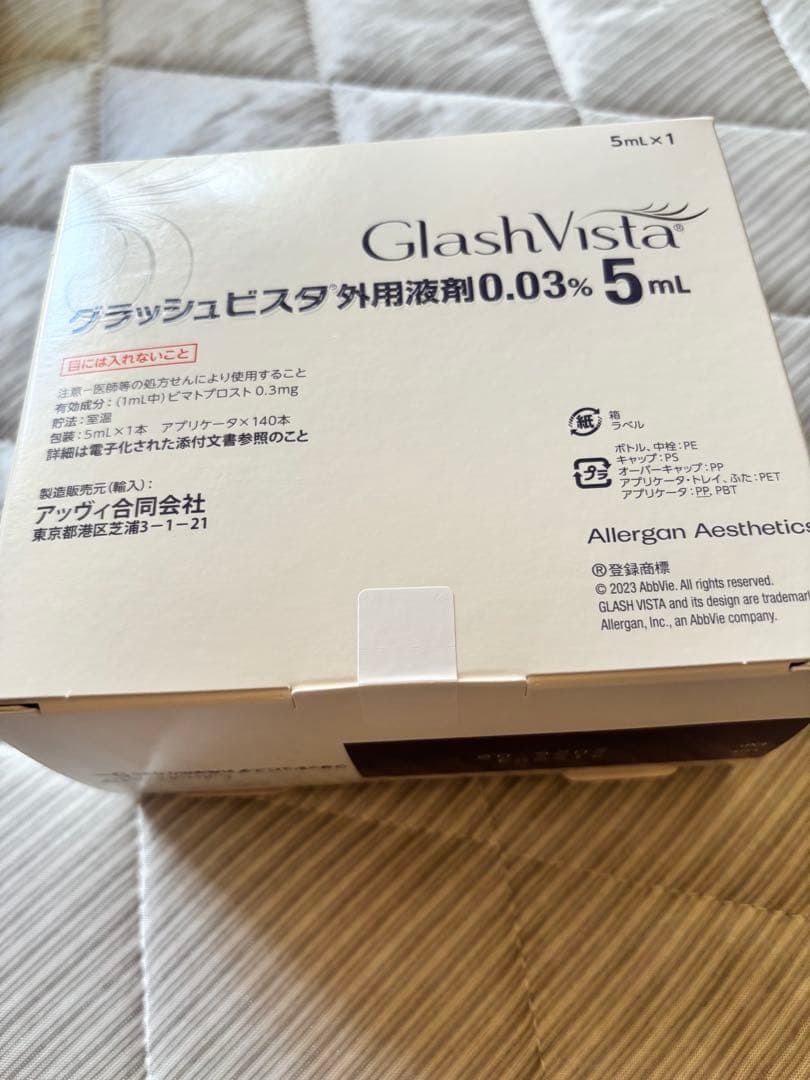 5mL×1
GlashVista®
グラッシュビスタ®外用液剤0.03% 5mL
目には入れないこと
注意－医師等の処方せんにより使用すること
有効成分：(1mL中)ビマトプロスト 0.3mg
貯法：室温
包装：5mL×1本　アプリケータ×140本
詳細は電子化された添付文書参照のこと
製造販売元(輸入)：
アッヴィ合同会社
東京都港区芝浦3－1－21
紙
箱
ラベル
プラ
ボトル、中栓：PE
キャップ：PS
オーバーキャップ：PP
アプリケータ・トレイ、ふた：PET
アプリケータ：PP, PBT
Allergan Aesthetics
®登録商標
© 2023 AbbVie. All rights reserved.
GLASH VISTA and its design are trademar
Allergan, Inc., an AbbVie company.